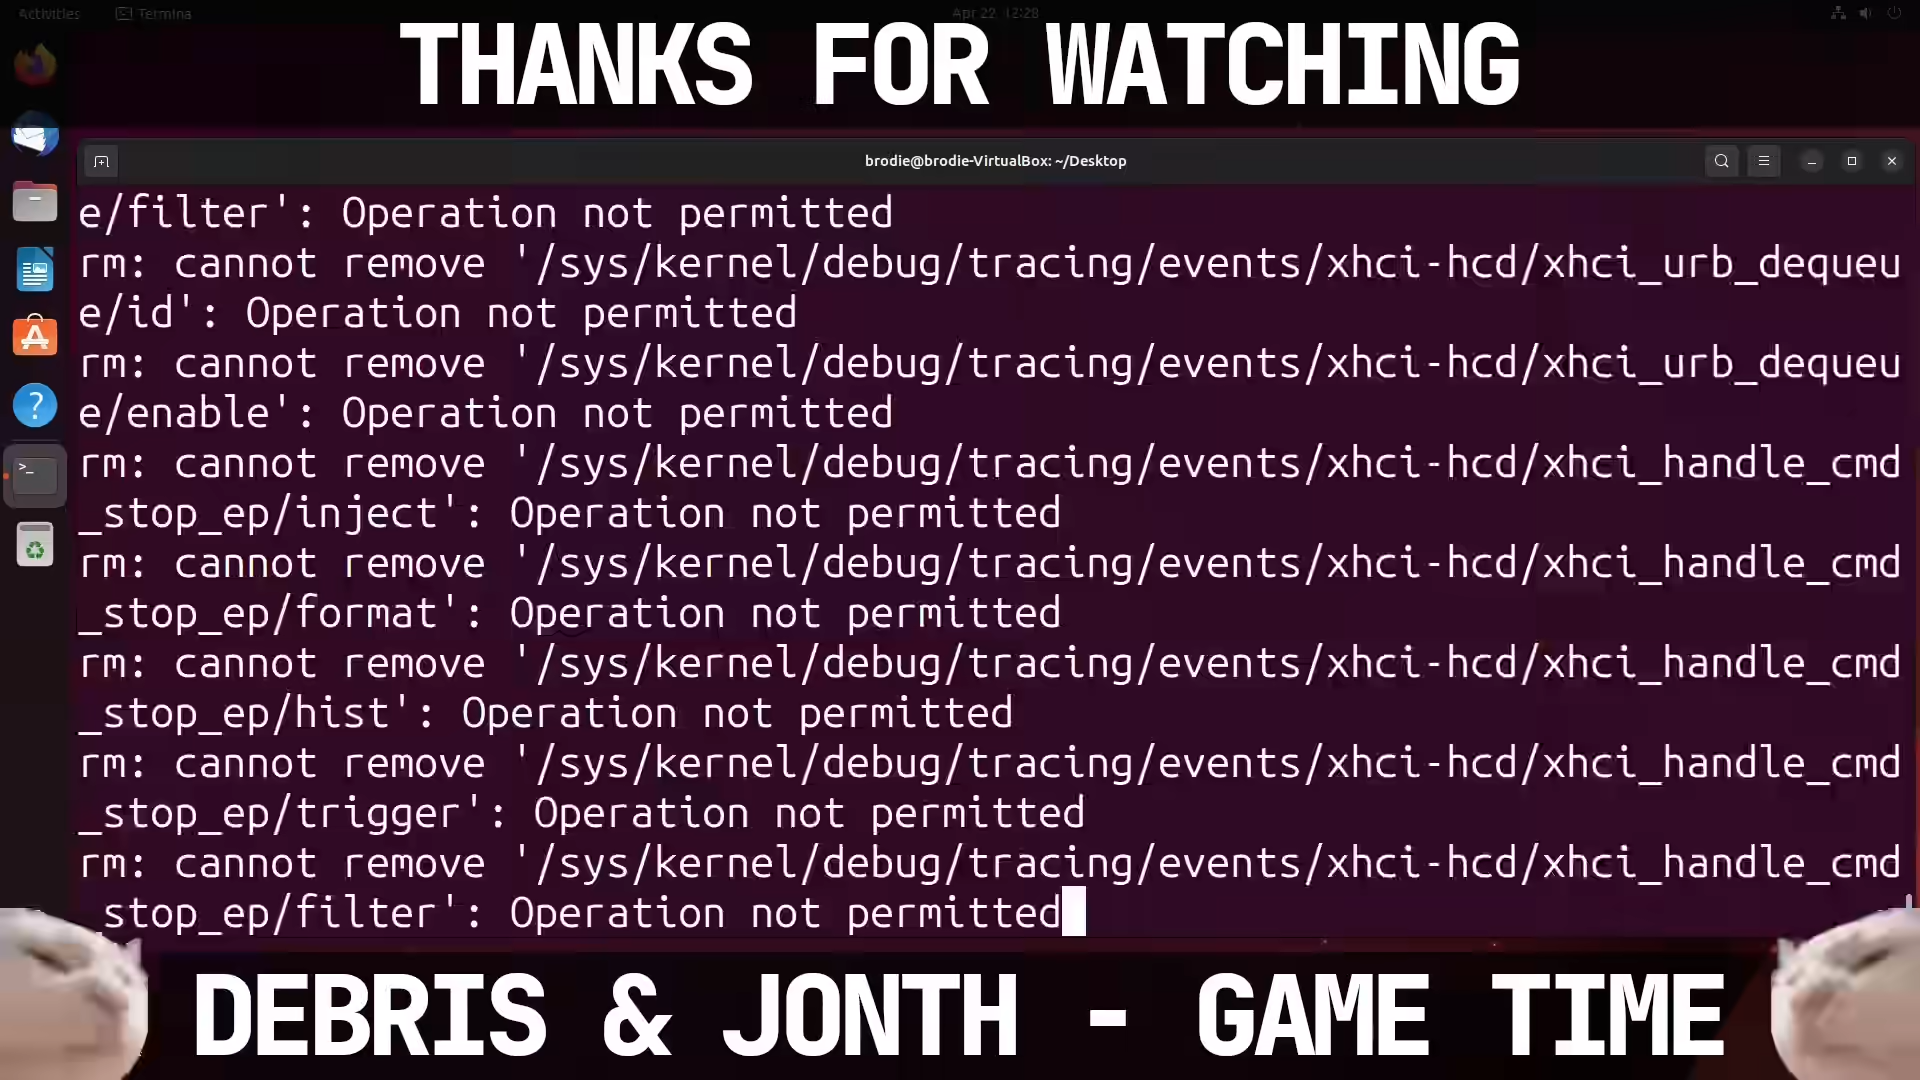 Activities Termina Apr 22 12:28
THANKS FOR WATCHING
brodie@brodie-VirtualBox: ~/Desktop
e/filter': Operation not permitted
rm: cannot remove '/sys/kernel/debug/tracing/events/xhci-hcd/xhci_urb_dequeu
e/id': Operation not permitted
rm: cannot remove '/sys/kernel/debug/tracing/events/xhci-hcd/xhci_urb_dequeu
e/enable': Operation not permitted
rm: cannot remove '/sys/kernel/debug/tracing/events/xhci-hcd/xhci_handle_cmd
_stop_ep/inject': Operation not permitted
rm: cannot remove '/sys/kernel/debug/tracing/events/xhci-hcd/xhci_handle_cmd
_stop_ep/format': Operation not permitted
rm: cannot remove '/sys/kernel/debug/tracing/events/xhci-hcd/xhci_handle_cmd
_stop_ep/hist': Operation not permitted
rm: cannot remove '/sys/kernel/debug/tracing/events/xhci-hcd/xhci_handle_cmd
_stop_ep/trigger': Operation not permitted
rm: cannot remove '/sys/kernel/debug/tracing/events/xhci-hcd/xhci_handle_cmd
_stop_ep/filter': Operation not permitted
DEBRIS & JONTH - GAME TIME